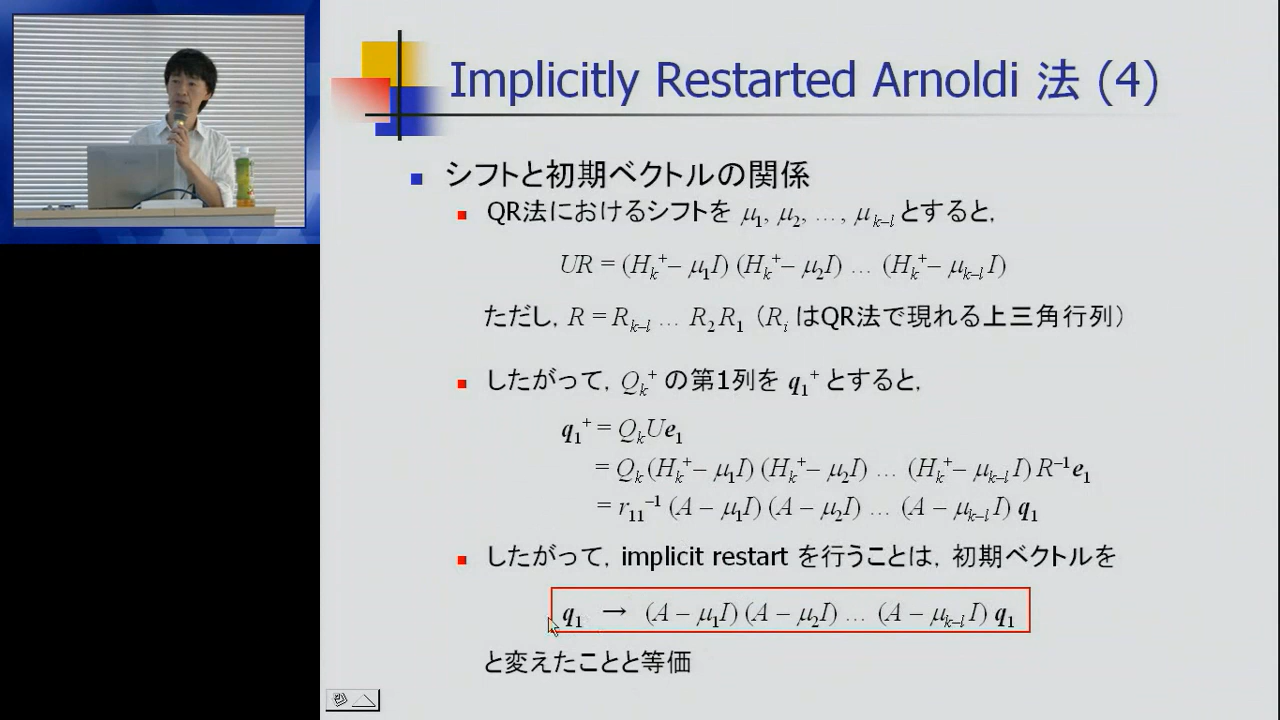 Implicitly Restarted Arnoldi 法 (4)
シフトと初期ベクトルの関係
QR法におけるシフトを μ₁, μ₂, …, μₖ₋ₗ とすると,
UR = (Hₖ⁺ – μ₁I) (Hₖ⁺ – μ₂I) … (Hₖ⁺ – μₖ₋ₗ I)
ただし, R = Rₖ₋ₗ … R₂ R₁ (Rᵢ はQR法で現れる上三角行列)
したがって, Qₖ⁺ の第1列を q₁⁺ とすると,
q₁⁺ = QₖUe₁
= Qₖ (Hₖ⁺ – μ₁I) (Hₖ⁺ – μ₂I) … (Hₖ⁺ – μₖ₋ₗ I) R⁻¹e₁
= r₁₁⁻¹ (A – μ₁I) (A – μ₂I) … (A – μₖ₋ₗ I) q₁
したがって, implicit restart を行うことは, 初期ベクトルを
q₁ → (A – μ₁I) (A – μ₂I) … (A – μₖ₋ₗ I) q₁
と変えたことと等価